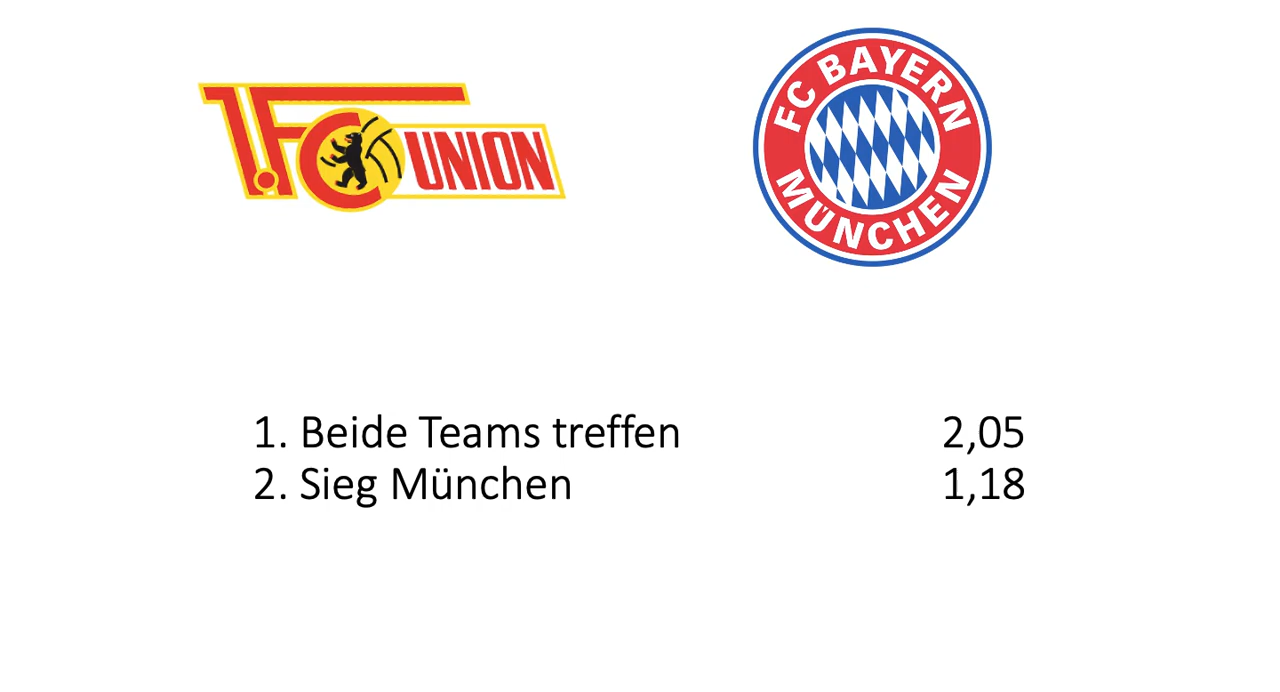 1. FC UNION
FC BAYERN
MÜNCHEN
1. Beide Teams treffen 2,05
2. Sieg München 1,18